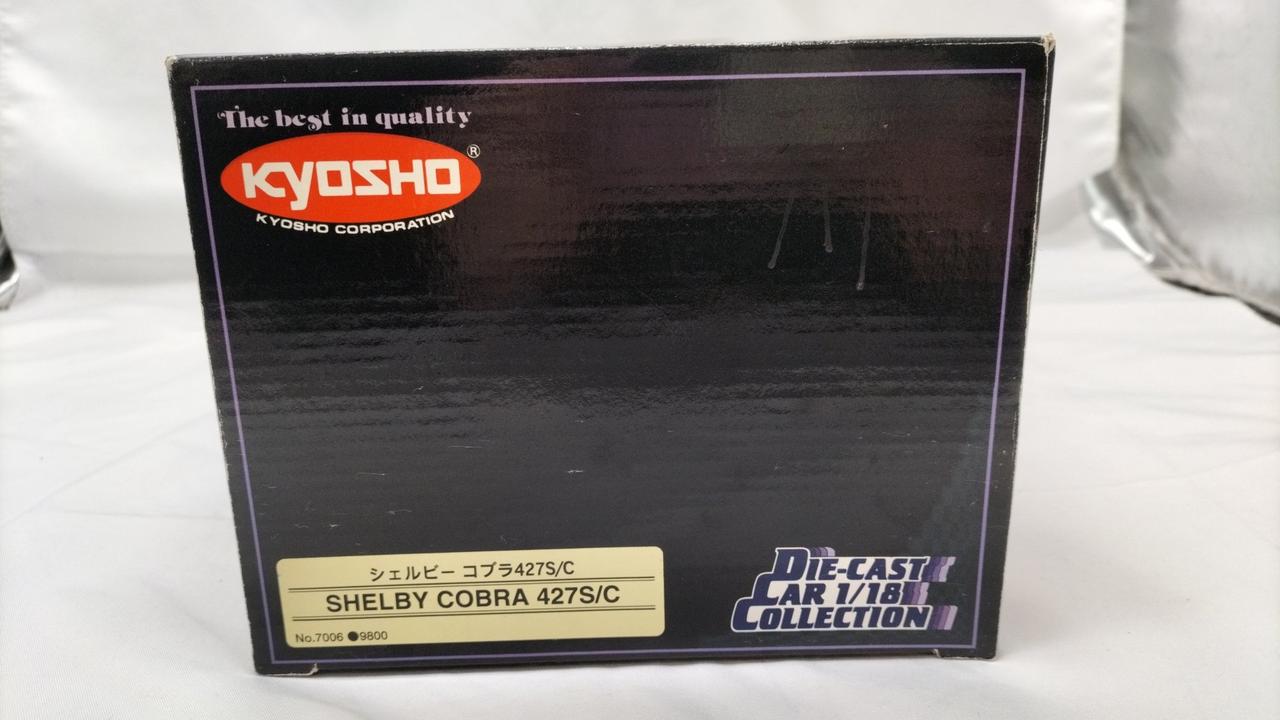 The best in quality
KYOSHO®
KYOSHO CORPORATION
シェルビー コブラ427S/C
SHELBY COBRA 427S/C
No.7006 ●9800
DIE-CAST
CAR 1/18
COLLECTION